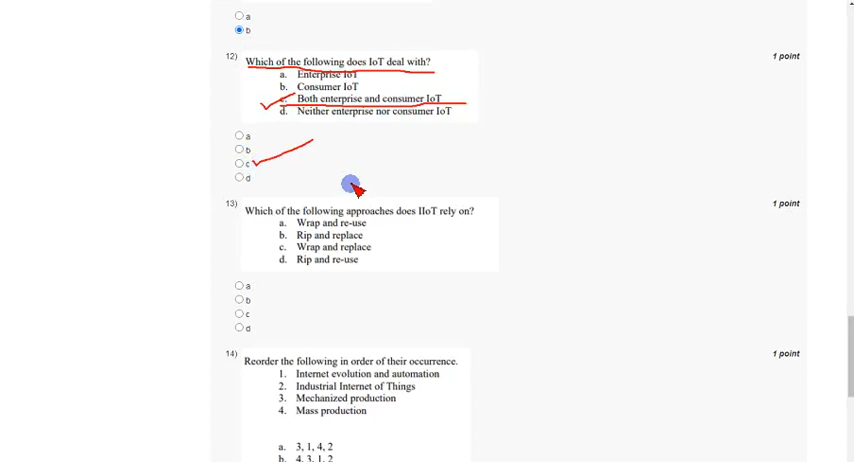 a
b
12)
Which of the following does IoT deal with?
1 point
a. Enterprise IoT
b. Consumer IoT
c. Both enterprise and consumer IoT
d. Neither enterprise nor consumer IoT
a
b
c
d
13)
Which of the following approaches does IIoT rely on?
1 point
a. Wrap and re-use
b. Rip and replace
c. Wrap and replace
d. Rip and re-use
a
b
c
d
14)
Reorder the following in order of their occurrence.
1 point
1. Internet evolution and automation
2. Industrial Internet of Things
3. Mechanized production
4. Mass production
a. 3, 1, 4, 2
b. 4, 3, 1, 2